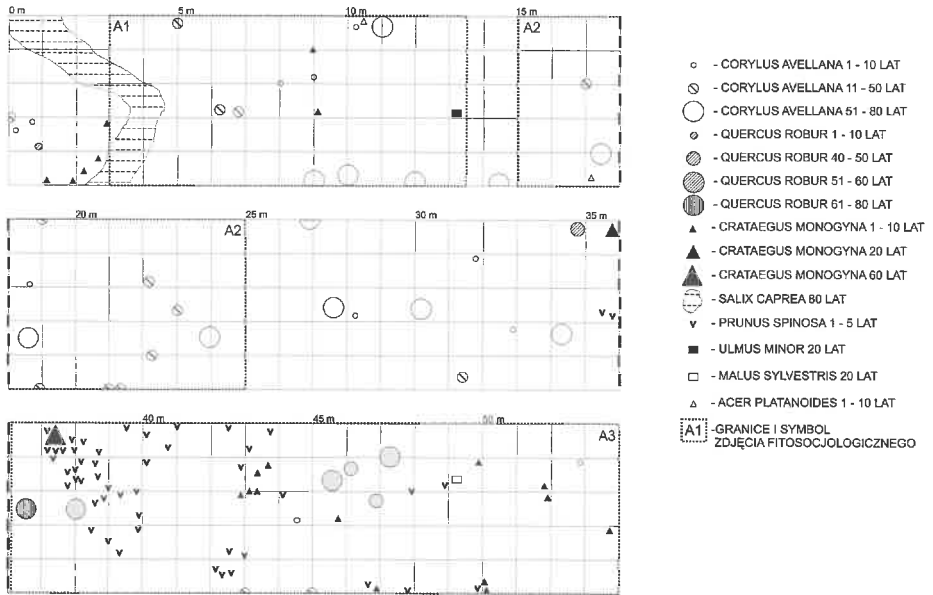 0 m 5 m 10 m 15 m
A1 A2
20 m 25 m 30 m 35 m
A2
40 m 45 m 50 m
A3
- CORYLUS AVELLANA 1 - 10 LAT
- CORYLUS AVELLANA 11 - 50 LAT
- CORYLUS AVELLANA 51 - 80 LAT
- QUERCUS ROBUR 1 - 10 LAT
- QUERCUS ROBUR 40 - 50 LAT
- QUERCUS ROBUR 51 - 60 LAT
- QUERCUS ROBUR 61 - 80 LAT
- CRATAEGUS MONOGYNA 1 - 10 LAT
- CRATAEGUS MONOGYNA 20 LAT
- CRATAEGUS MONOGYNA 60 LAT
- SALIX CAPREA 80 LAT
- PRUNUS SPINOSA 1 - 5 LAT
- ULMUS MINOR 20 LAT
- MALUS SYLVESTRIS 20 LAT
- ACER PLATANOIDES 1 - 10 LAT
A1 -GRANICE I SYMBOL
ZDJĘCIA FITOSOCJOLOGICZNEGO